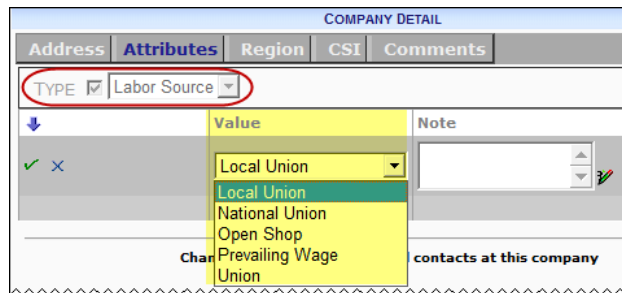 COMPANY DETAIL
Address Attributes Region CSI Comments
TYPE Labor Source
Value Note
Local Union
Local Union
National Union
Open Shop
Prevailing Wage
Union
Chan contacts at this company